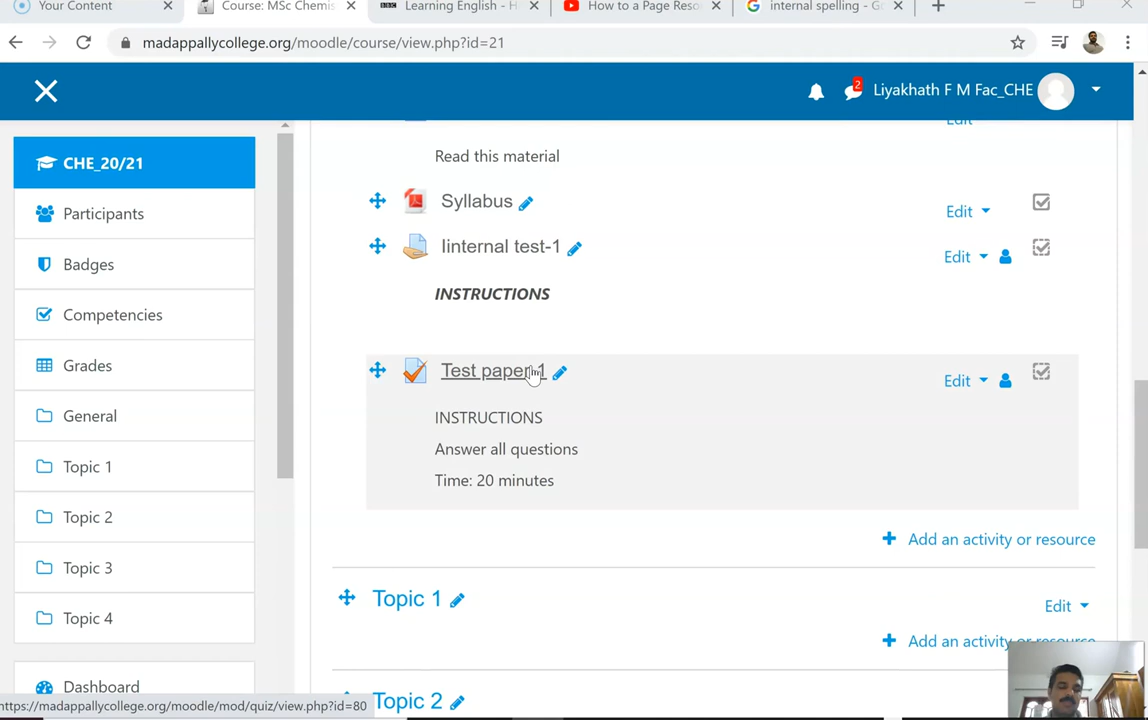 Your Content
Course: MSc Chemis
BBC
Learning English - H
How to a Page Reso
internal spelling - Go
madappallycollege.org/moodle/course/view.php?id=21
2
Liyakhath F M Fac_CHE
CHE_20/21
Participants
Badges
Competencies
Grades
General
Topic 1
Topic 2
Topic 3
Topic 4
Dashboard
Edit
Read this material
Syllabus
Edit
Iinternal test-1
Edit
INSTRUCTIONS
Test paper-1
Edit
INSTRUCTIONS
Answer all questions
Time: 20 minutes
Add an activity or resource
Topic 1
Edit
Add an activity or resource
Topic 2
https://madappallycollege.org/moodle/mod/quiz/view.php?id=80